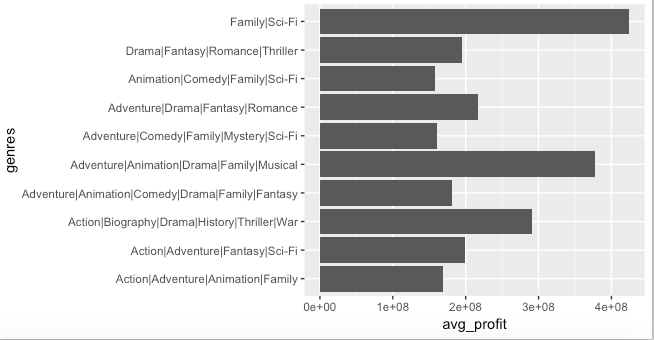 genres
Family|Sci-Fi
Drama|Fantasy|Romance|Thriller
Animation|Comedy|Family|Sci-Fi
Adventure|Drama|Fantasy|Romance
Adventure|Comedy|Family|Mystery|Sci-Fi
Adventure|Animation|Drama|Family|Musical
Adventure|Animation|Comedy|Drama|Family|Fantasy
Action|Biography|Drama|History|Thriller|War
Action|Adventure|Fantasy|Sci-Fi
Action|Adventure|Animation|Family
0e+00 1e+08 2e+08 3e+08 4e+08
avg_profit